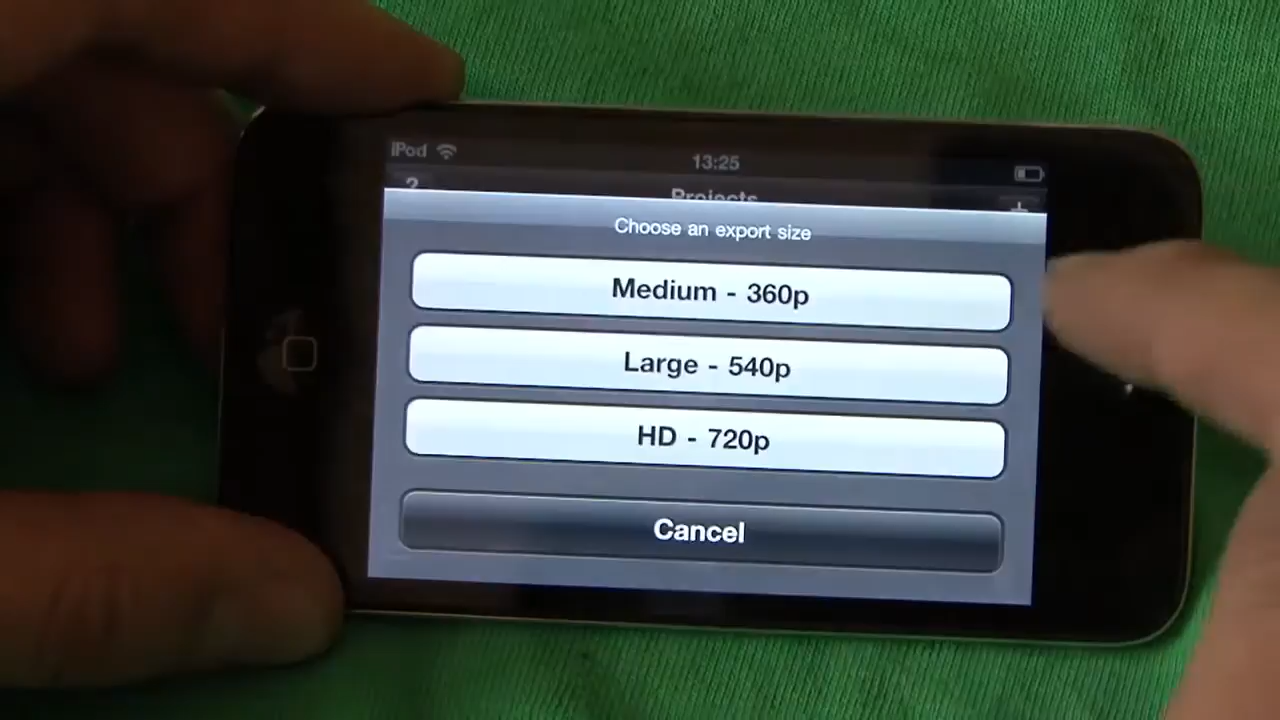 iPod 13:25
? Projects +
Choose an export size
Medium - 360p
Large - 540p
HD - 720p
Cancel